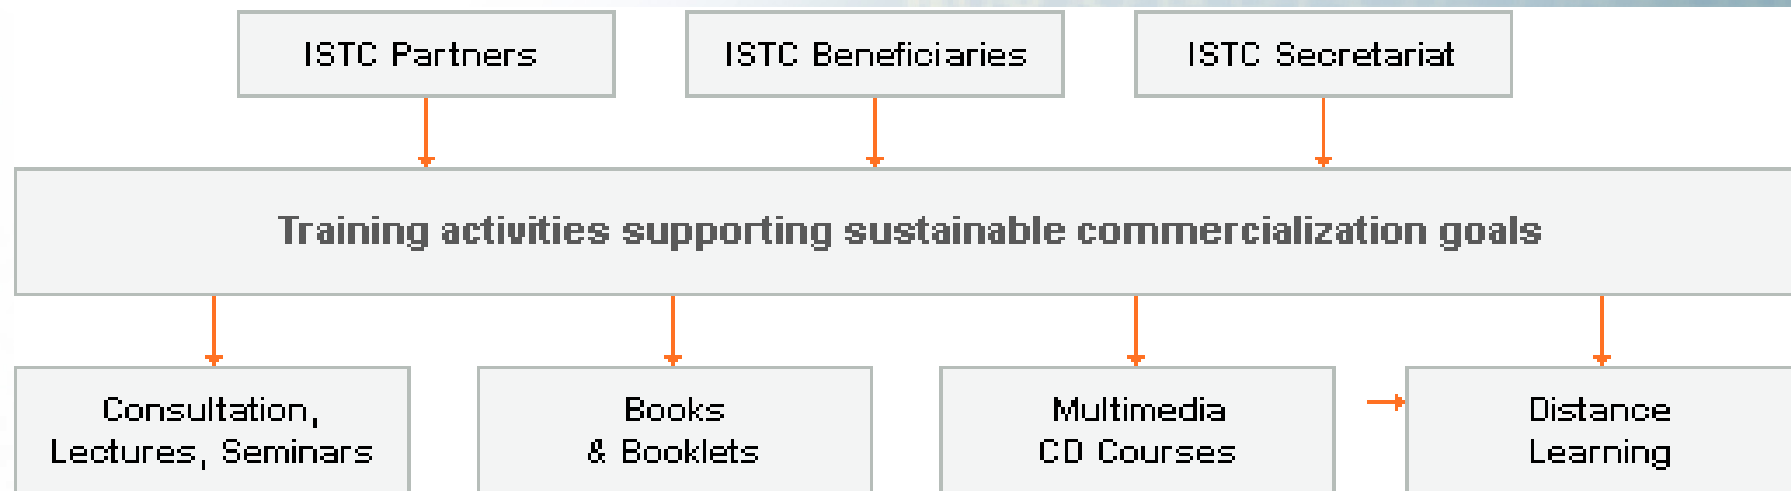 ISTC Partners
ISTC Beneficiaries
ISTC Secretariat
Training activities supporting sustainable commercialization goals
Consultation,
Lectures, Seminars
Books
& Booklets
Multimedia
CD Courses
Distance
Learning